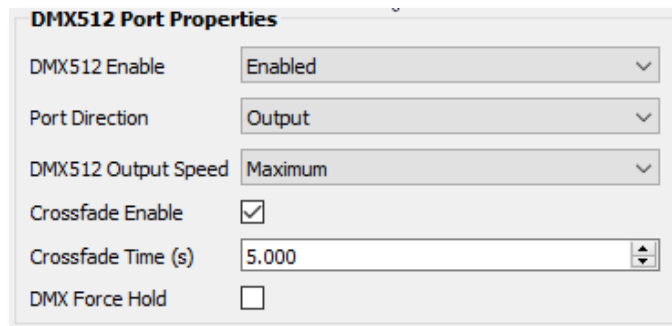 DMX512 Port Properties
DMX512 Enable Enabled
Port Direction Output
DMX512 Output Speed Maximum
Crossfade Enable
Crossfade Time (s) 5.000
DMX Force Hold